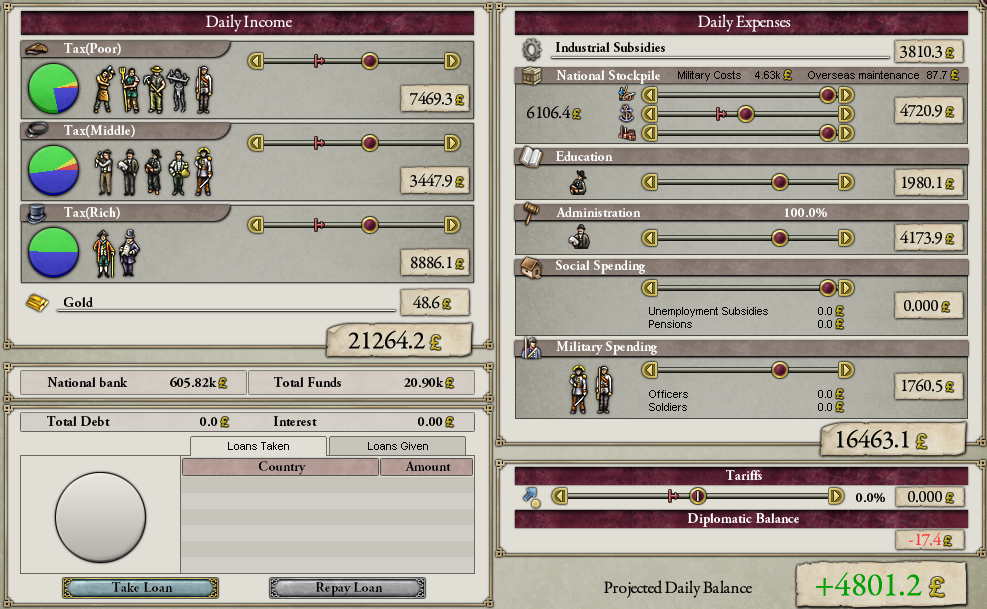 Daily Income
Tax(Poor)
7469.3£
Tax(Middle)
3447.9£
Tax(Rich)
8886.1£
Gold
48.6£
21264.2 £
National bank 605.82k£ Total Funds 20.90k£
Total Debt 0.0£ Interest 0.00 £
Loans Taken Loans Given
Country Amount
Take Loan Repay Loan
Daily Expenses
Industrial Subsidies 3810.3£
National Stockpile Military Costs 4.63k£ Overseas maintenance 87.7£
6106.4£ 4720.9£
Education
1980.1£
Administration 100.0%
4173.9£
Social Spending
0,000 £
Unemployment Subsidies 0.0£
Pensions 0.0£
Military Spending
1760.5£
Officers 0.0£
Soldiers 0.0£
16463.1 £
Tariffs
0.0% 0,000£
Diplomatic Balance
-17.4£
Projected Daily Balance +4801.2 £